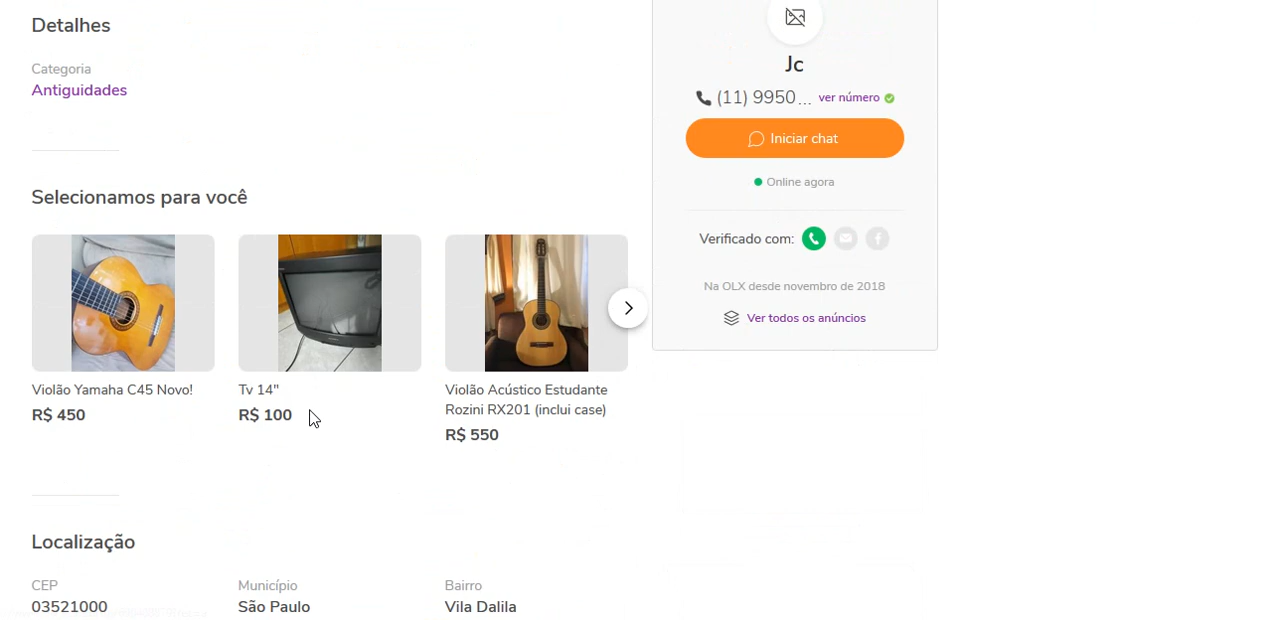 Detalhes
Categoria
Antiguidades
Selecionamos para você
Violão Yamaha C45 Novo!
R$ 450
Tv 14"
R$ 100
Violão Acústico Estudante
Rozini RX201 (inclui case)
R$ 550
Localização
CEP
03521000
Município
São Paulo
Bairro
Vila Dalila
Jc
(11) 9950... ver número
Iniciar chat
Online agora
Verificado com:
Na OLX desde novembro de 2018
Ver todos os anúncios